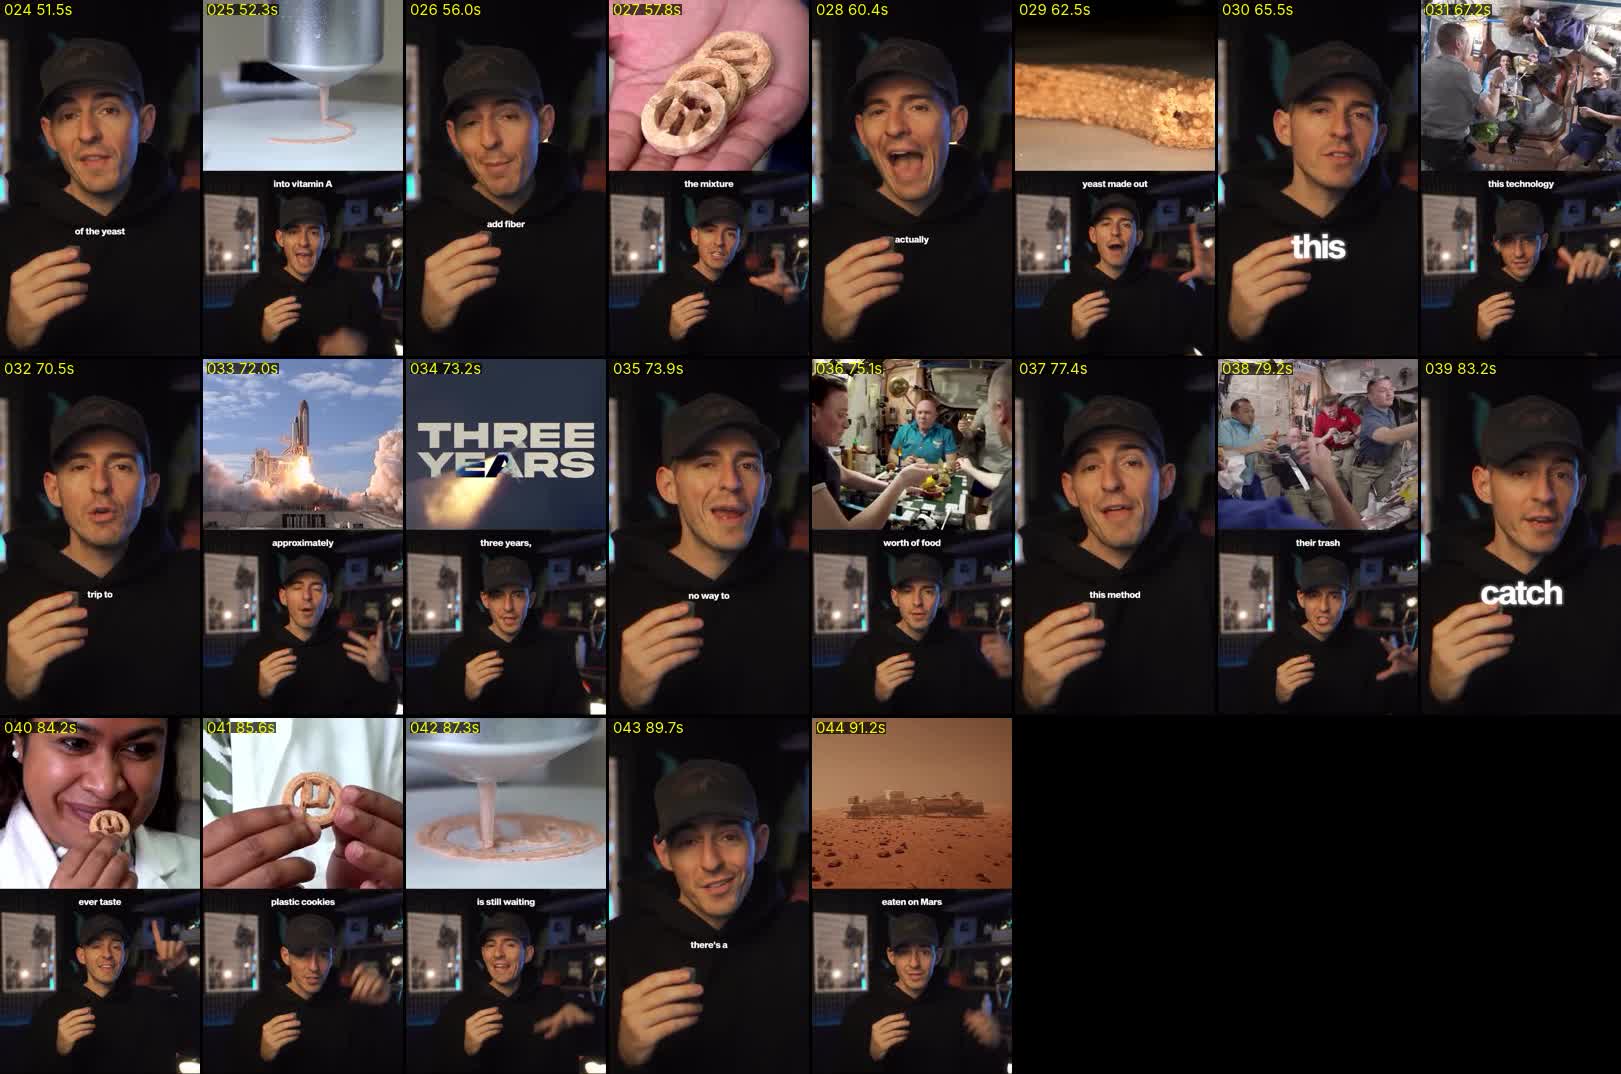 024 51.5s
of the yeast
025 52.3s
into vitamin A
026 56.0s
add fiber
027 57.8s
the mixture
028 60.4s
actually
029 62.5s
yeast made out
030 65.5s
this
031 67.2s
this technology
032 70.5s
trip to
033 72.0s
approximately
034 73.2s
THREE
YEARS
three years,
035 73.9s
no way to
036 75.1s
worth of food
037 77.4s
this method
038 79.2s
their trash
039 83.2s
catch
040 84.2s
ever taste
041 85.6s
plastic cookies
042 87.3s
is still waiting
043 89.7s
there's a
044 91.2s
eaten on Mars